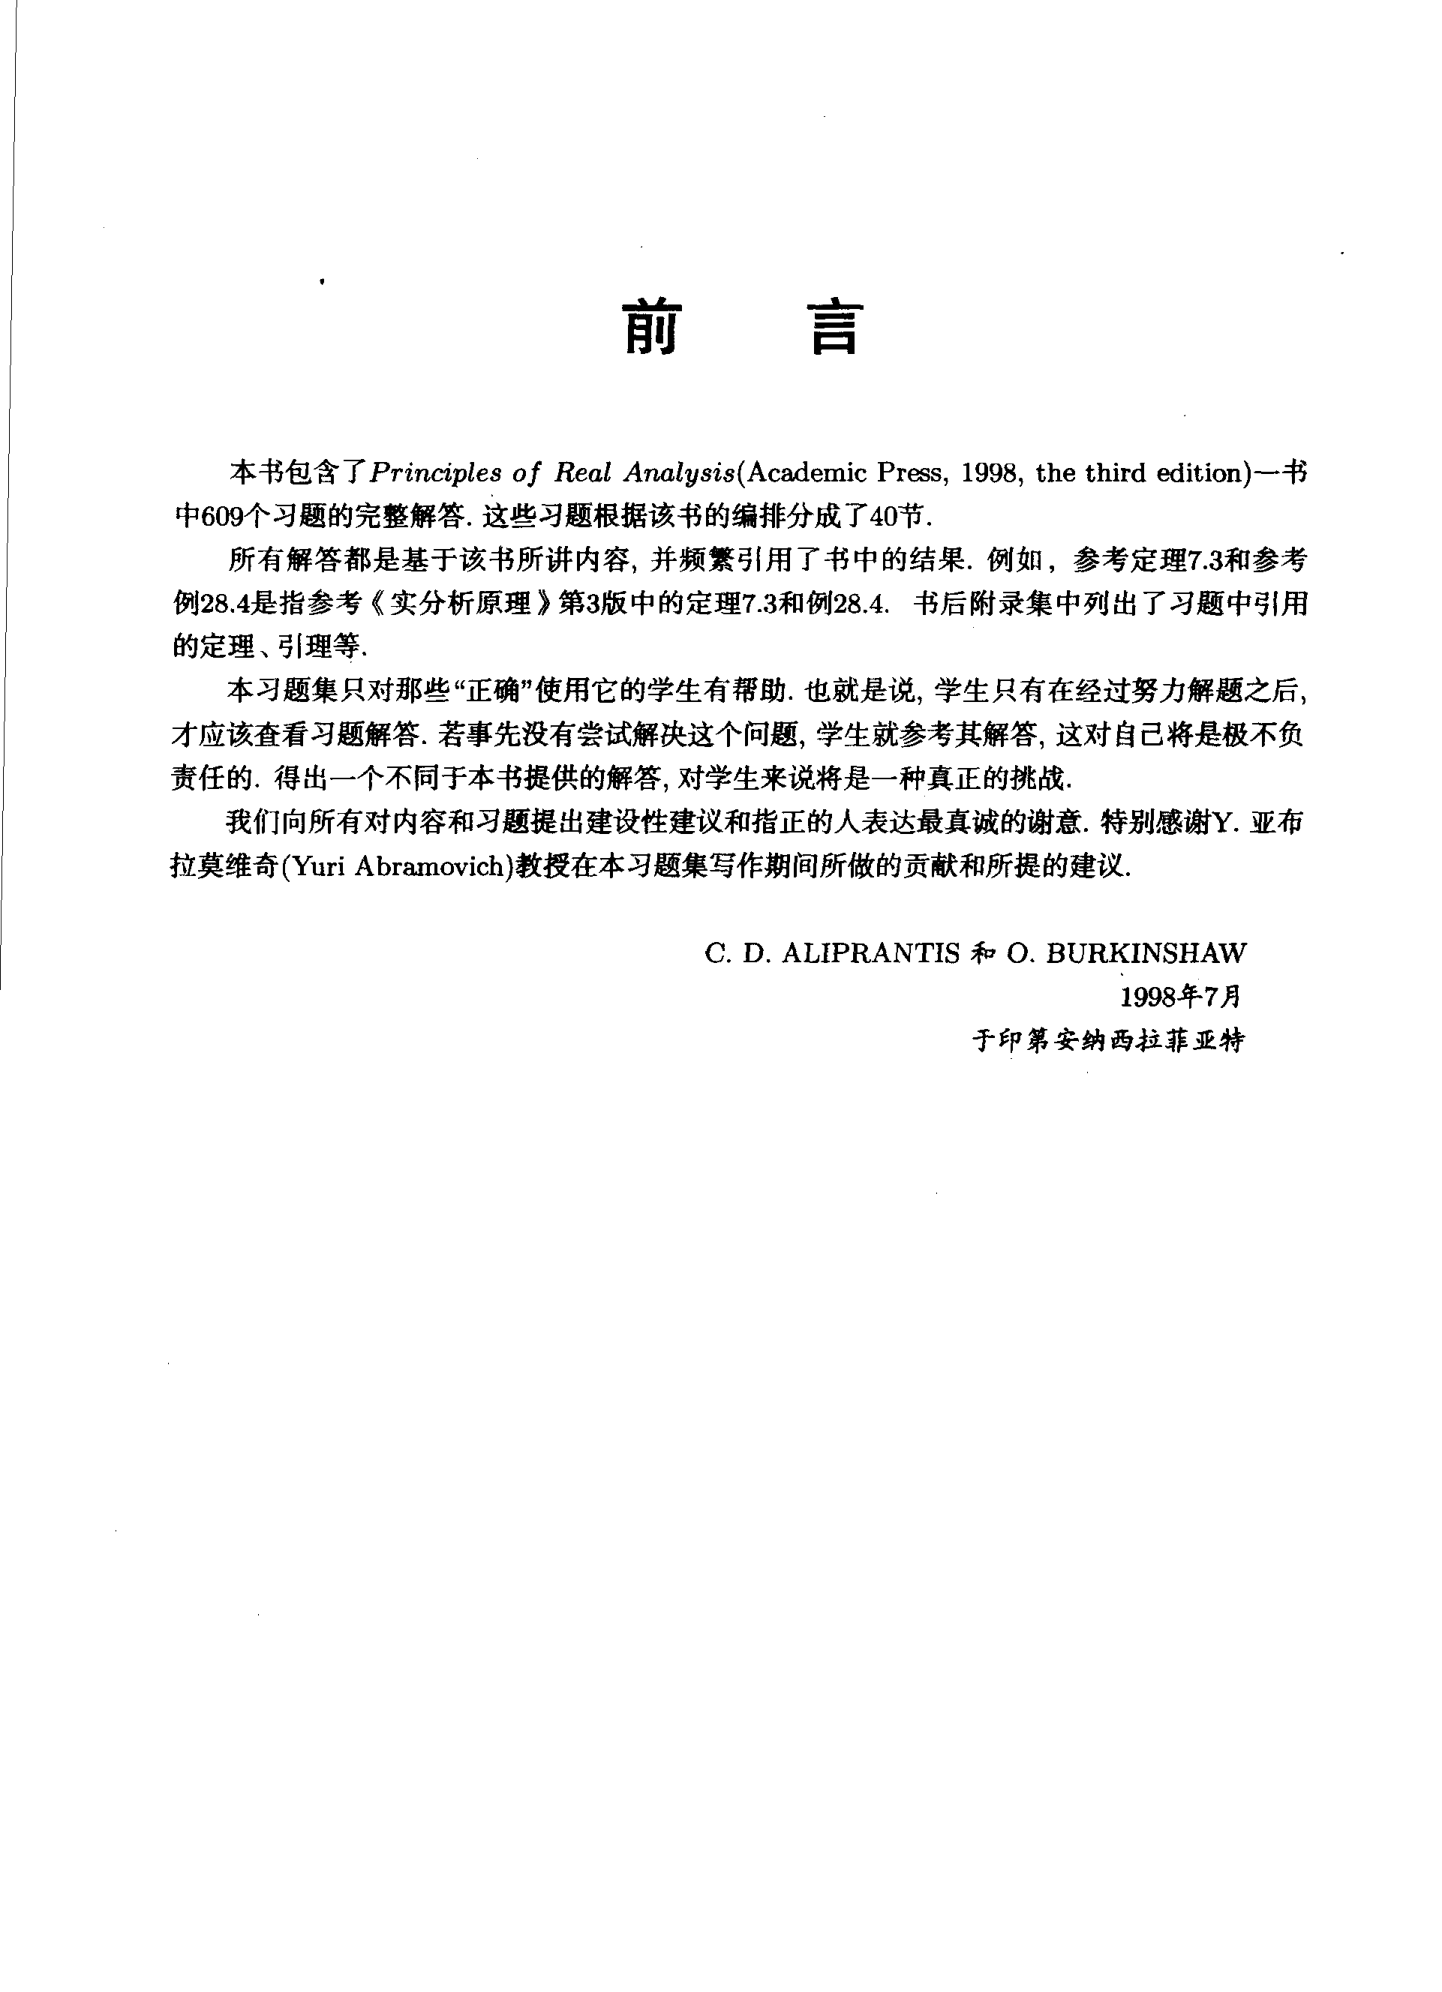 前 言
本书包含了Principles of Real Analysis(Academic Press, 1998, the third edition)一书
中609个习题的完整解答. 这些习题根据该书的编排分成了40节.
所有解答都是基于该书所讲内容, 并频繁引用了书中的结果. 例如, 参考定理7.3和参考
例28.4是指参考《实分析原理》第3版中的定理7.3和例28.4. 书后附录集中列出了习题中引用
的定理、引理等.
本习题集只对那些“正确”使用它的学生有帮助. 也就是说, 学生只有在经过努力解题之后,
才应该查看习题解答. 若事先没有尝试解决这个问题, 学生就参考其解答, 这对自己将是极不负
责任的. 得出一个不同于本书提供的解答, 对学生来说将是一种真正的挑战.
我们向所有对内容和习题提出建设性建议和指正的人表达最真诚的谢意. 特别感谢Y. 亚布
拉莫维奇(Yuri Abramovich)教授在本习题集写作期间所做的贡献和所提的建议.
C. D. ALIPRANTIS 和 O. BURKINSHAW
1998年7月
于印第安纳西拉菲亚特